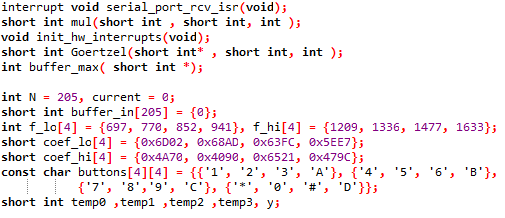 interrupt void serial_port_rcv_isr(void);
short int mul(short int , short int, int );
void init_hw_interrupts(void);
short int Goertzel(short int* , short int, int );
int buffer_max( short int *);
int N = 205, current = 0;
short int buffer_in[205] = {0};
int f_lo[4] = {697, 770, 852, 941}, f_hi[4] = {1209, 1336, 1477, 1633};
short coef_lo[4] = {0x6D02, 0x68AD, 0x63FC, 0x5EE7};
short coef_hi[4] = {0x4A70, 0x4090, 0x6521, 0x479C};
const char buttons[4][4] = {{'1', '2', '3', 'A'}, {'4', '5', '6', 'B'},
{'7', '8','9', 'C'}, {'*', '0', '#', 'D'}};
short int temp0 ,temp1 ,temp2 ,temp3, y;